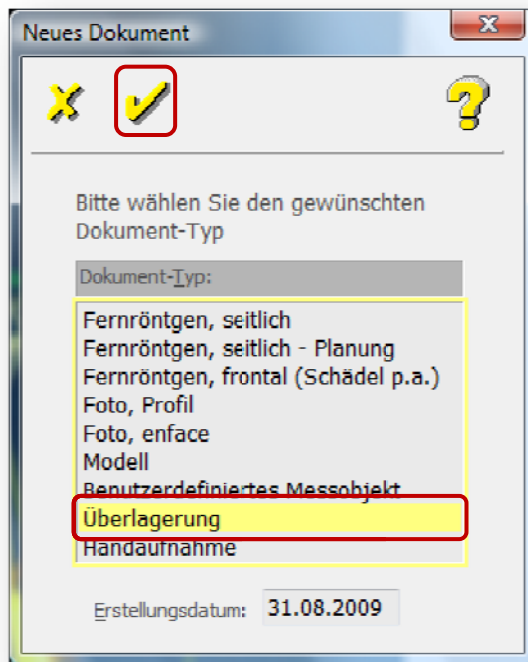 Neues Dokument
Bitte wählen Sie den gewünschten
Dokument-Typ
Dokument-Typ:
Fernröntgen, seitlich
Fernröntgen, seitlich - Planung
Fernröntgen, frontal (Schädel p.a.)
Foto, Profil
Foto, enface
Modell
Benutzerdefiniertes Messobjekt
Überlagerung
Handaufnahme
Erstellungsdatum: 31.08.2009